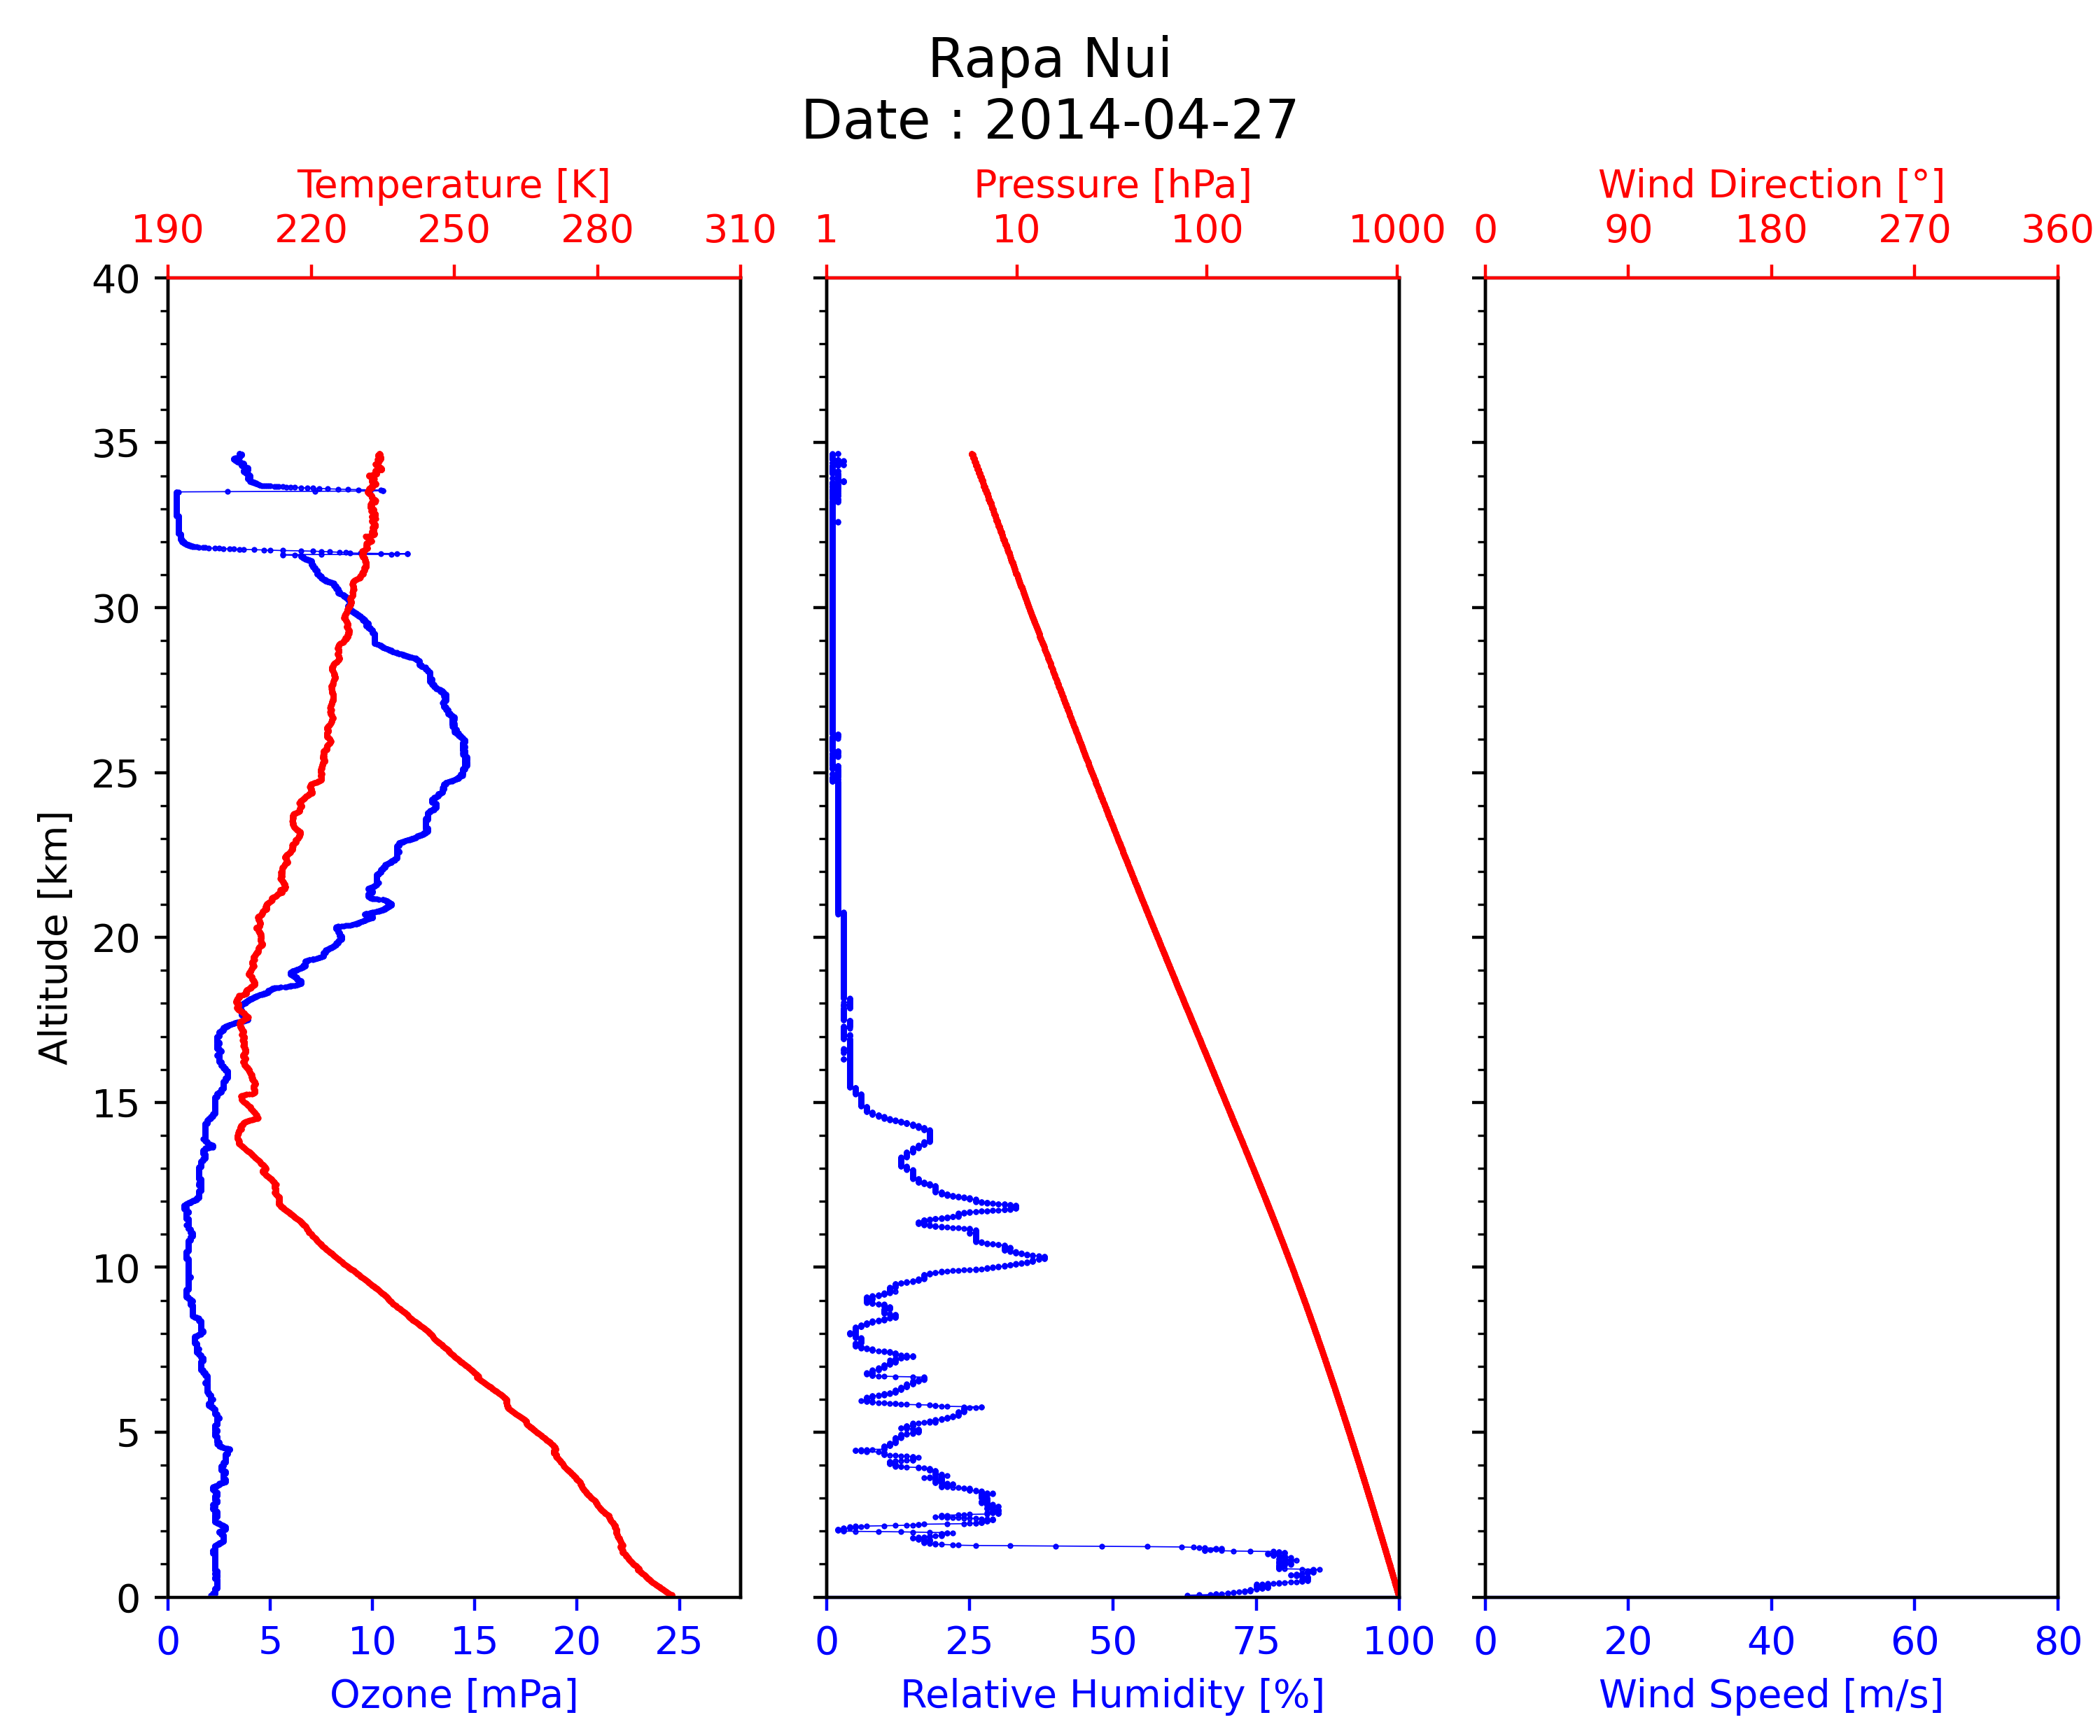 Rapa Nui
Date : 2014-04-27
Temperature [K]
190 220 250 280 310
Pressure [hPa]
1 10 100 1000
Wind Direction [°]
0 90 180 270 360
Altitude [km]
40
35
30
25
20
15
10
5
0
0 5 10 15 20 25
Ozone [mPa]
0 25 50 75 100
Relative Humidity [%]
0 20 40 60 80
Wind Speed [m/s]